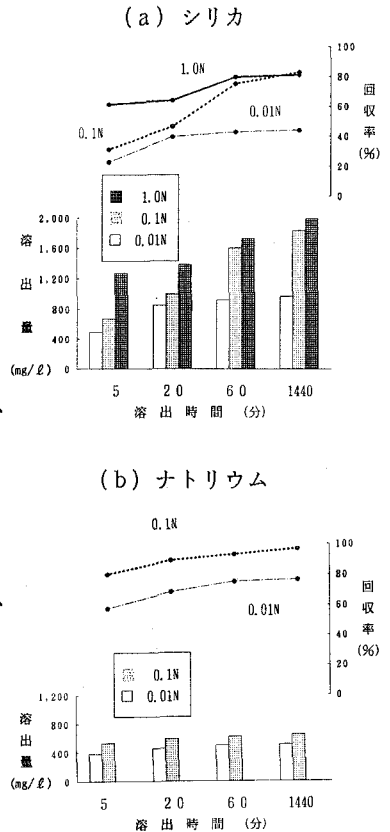 (a) シリカ
100
80
60
40
20
0
回収率
(%)
1.0N
0.1N
0.01N
1.0N
0.1N
0.01N
2,000
1,600
1,200
800
400
0
溶出量
(mg/ℓ)
5 20 60 1440
溶出時間 (分)
(b) ナトリウム
0.1N
0.01N
100
80
60
40
20
0
回収率
(%)
0.1N
0.01N
1,200
800
400
0
溶出量
(mg/ℓ)
5 20 60 1440
溶出時間 (分)